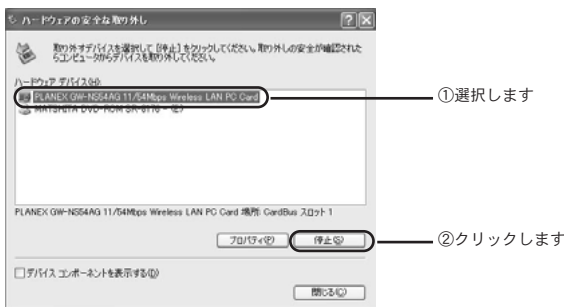 ハードウェアの安全な取り外し
取り外すデバイスを選択して [停止] をクリックしてください。取り外しの安全が確認された
らコンピュータからデバイスを取り外してください。
ハードウェア デバイス(H):
PLANEX GW-NS54AG 11/54Mbps Wireless LAN PC Card
①選択します
MATSHITA DVD-ROM SR-8176 - (E:)
PLANEX GW-NS54AG 11/54Mbps Wireless LAN PC Card 場所: CardBus スロット 1
プロパティ(P) 停止(S)
②クリックします
デバイス コンポーネントを表示する(D)
閉じる(C)